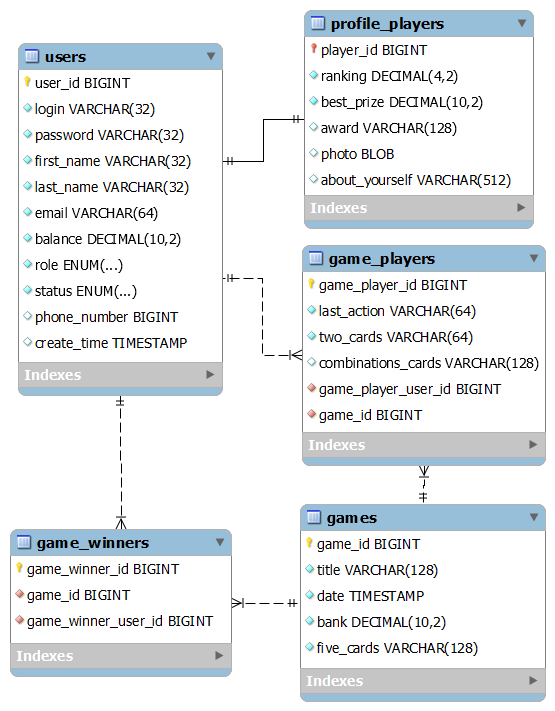 users
user_id BIGINT
login VARCHAR(32)
password VARCHAR(32)
first_name VARCHAR(32)
last_name VARCHAR(32)
email VARCHAR(64)
balance DECIMAL(10,2)
role ENUM(...)
status ENUM(...)
phone_number BIGINT
create_time TIMESTAMP
Indexes
profile_players
player_id BIGINT
ranking DECIMAL(4,2)
best_prize DECIMAL(10,2)
award VARCHAR(128)
photo BLOB
about_yourself VARCHAR(512)
Indexes
game_players
game_player_id BIGINT
last_action VARCHAR(64)
two_cards VARCHAR(64)
combinations_cards VARCHAR(128)
game_player_user_id BIGINT
game_id BIGINT
Indexes
game_winners
game_winner_id BIGINT
game_id BIGINT
game_winner_user_id BIGINT
Indexes
games
game_id BIGINT
title VARCHAR(128)
date TIMESTAMP
bank DECIMAL(10,2)
five_cards VARCHAR(128)
Indexes